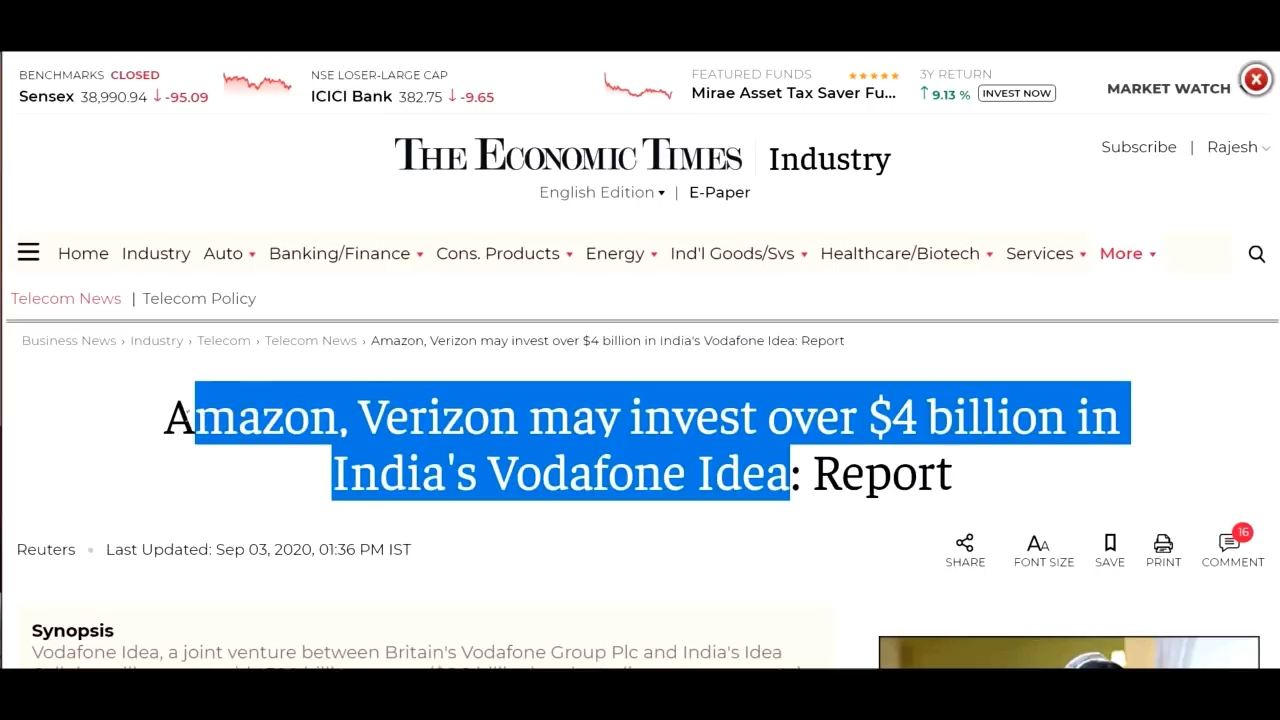 BENCHMARKS CLOSED
Sensex 38,990.94 ↓ -95.09
NSE LOSER-LARGE CAP
ICICI Bank 382.75 ↓ -9.65
FEATURED FUNDS ★★★★★
Mirae Asset Tax Saver Fu...
3Y RETURN
↑ 9.13 % INVEST NOW
MARKET WATCH
THE ECONOMIC TIMES | Industry
Subscribe | Rajesh
English Edition ▾ | E-Paper
Home Industry Auto Banking/Finance Cons. Products Energy Ind'l Goods/Svs Healthcare/Biotech Services More
Telecom News | Telecom Policy
Business News › Industry › Telecom › Telecom News › Amazon, Verizon may invest over $4 billion in India's Vodafone Idea: Report
Amazon, Verizon may invest over $4 billion in
India's Vodafone Idea: Report
Reuters • Last Updated: Sep 03, 2020, 01:36 PM IST
16
SHARE FONT SIZE SAVE PRINT COMMENT
Synopsis
Vodafone Idea, a joint venture between Britain's Vodafone Group Plc and India's Idea